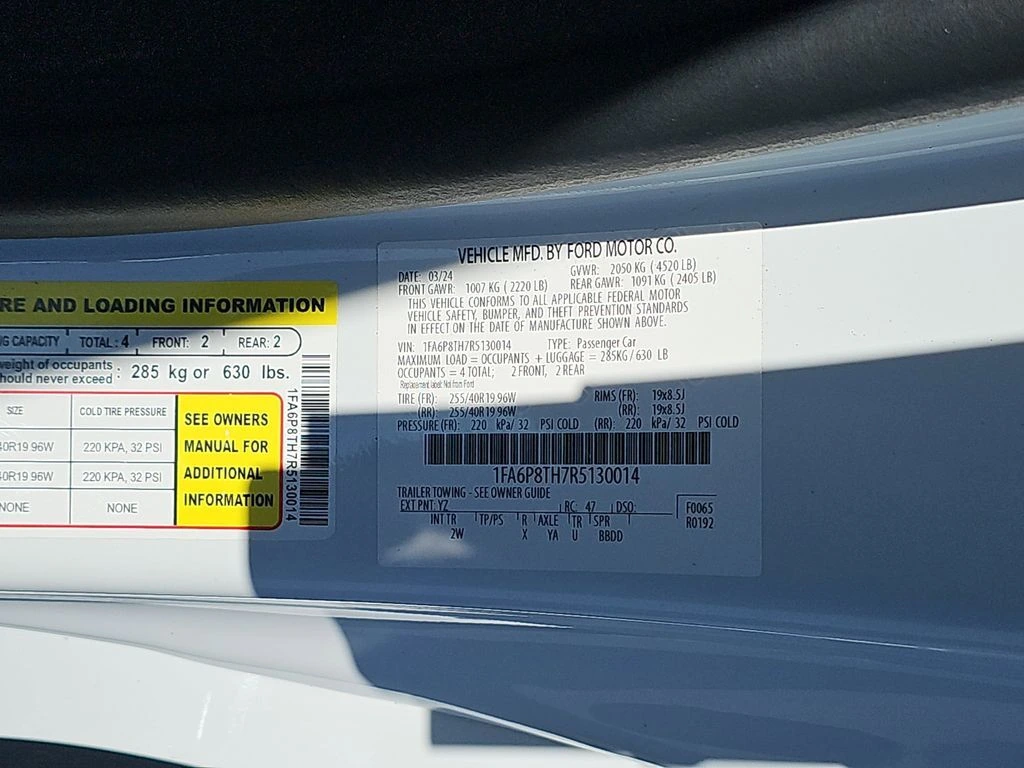 RE AND LOADING INFORMATION
NG CAPACITY TOTAL: 4 FRONT: 2 REAR: 2
weight of occupants
hould never exceed : 285 kg or 630 lbs.
SIZE COLD TIRE PRESSURE
40R19 96W 220 KPA, 32 PSI
40R19 96W 220 KPA, 32 PSI
NONE NONE
SEE OWNERS
MANUAL FOR
ADDITIONAL
INFORMATION
1FA6P8TH7R5130014
VEHICLE MFD. BY FORD MOTOR CO.
DATE: 03/24 GVWR: 2050 KG ( 4520 LB)
FRONT GAWR: 1007 KG ( 2220 LB) REAR GAWR: 1091 KG ( 2405 LB)
THIS VEHICLE CONFORMS TO ALL APPLICABLE FEDERAL MOTOR
VEHICLE SAFETY, BUMPER, AND THEFT PREVENTION STANDARDS
IN EFFECT ON THE DATE OF MANUFACTURE SHOWN ABOVE.
VIN: 1FA6P8TH7R5130014 TYPE: Passenger Car
MAXIMUM LOAD = OCCUPANTS + LUGGAGE = 285KG / 630 LB
OCCUPANTS = 4 TOTAL; 2 FRONT, 2 REAR
Replacement label: Not from Ford
TIRE (FR): 255/40R19 96W RIMS (FR): 19x8.5J
(RR): 255/40R19 96W (RR): 19x8.5J
PRESSURE (FR): 220 kPa/ 32 PSI COLD (RR): 220 kPa/ 32 PSI COLD
1FA6P8TH7R5130014
TRAILER TOWING - SEE OWNER GUIDE
EXT PNT: YZ RC: 47 DSO: F0065
INT TR TP/PS R AXLE TR SPR R0192
2W X YA U BBDD